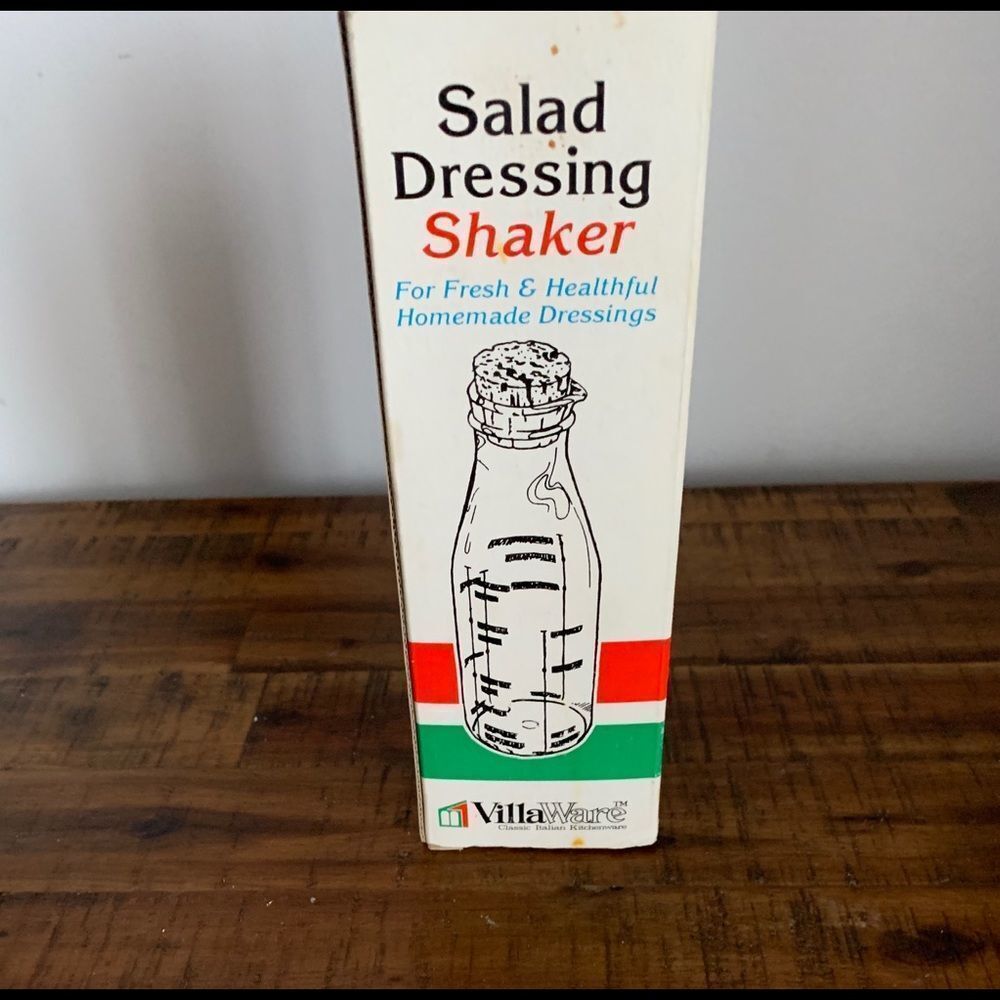 Salad
Dressing
Shaker
For Fresh & Healthful
Homemade Dressings
VillaWare™
Classic Italian Kitchenware